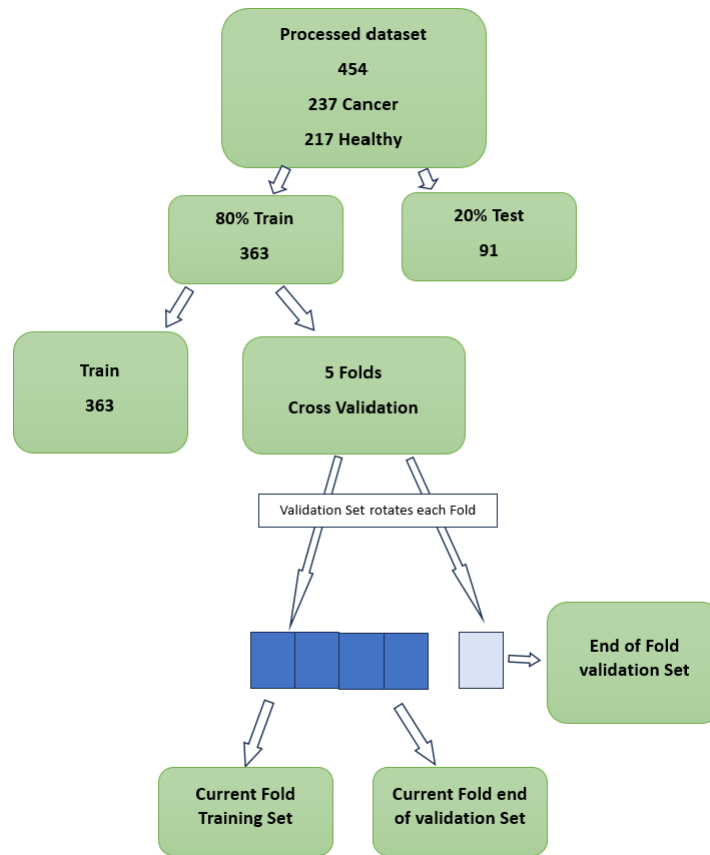 Processed dataset
454
237 Cancer
217 Healthy
80% Train
363
20% Test
91
Train
363
5 Folds
Cross Validation
Validation Set rotates each Fold
End of Fold
validation Set
Current Fold
Training Set
Current Fold end
of validation Set